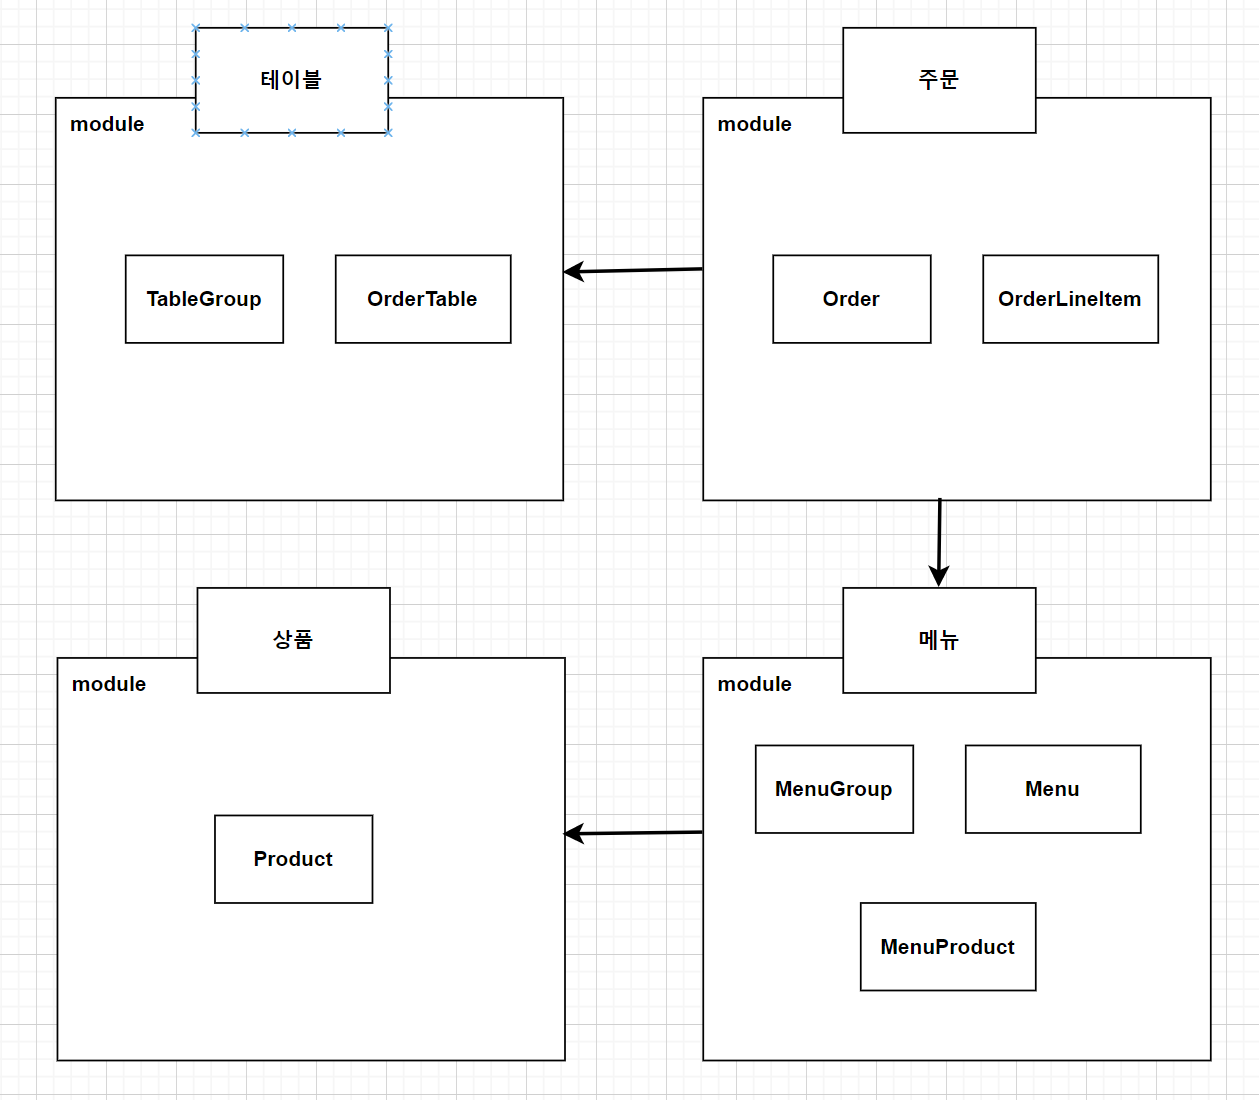 테이블
module
TableGroup
OrderTable
주문
module
Order
OrderLineItem
상품
module
Product
메뉴
module
MenuGroup
Menu
MenuProduct